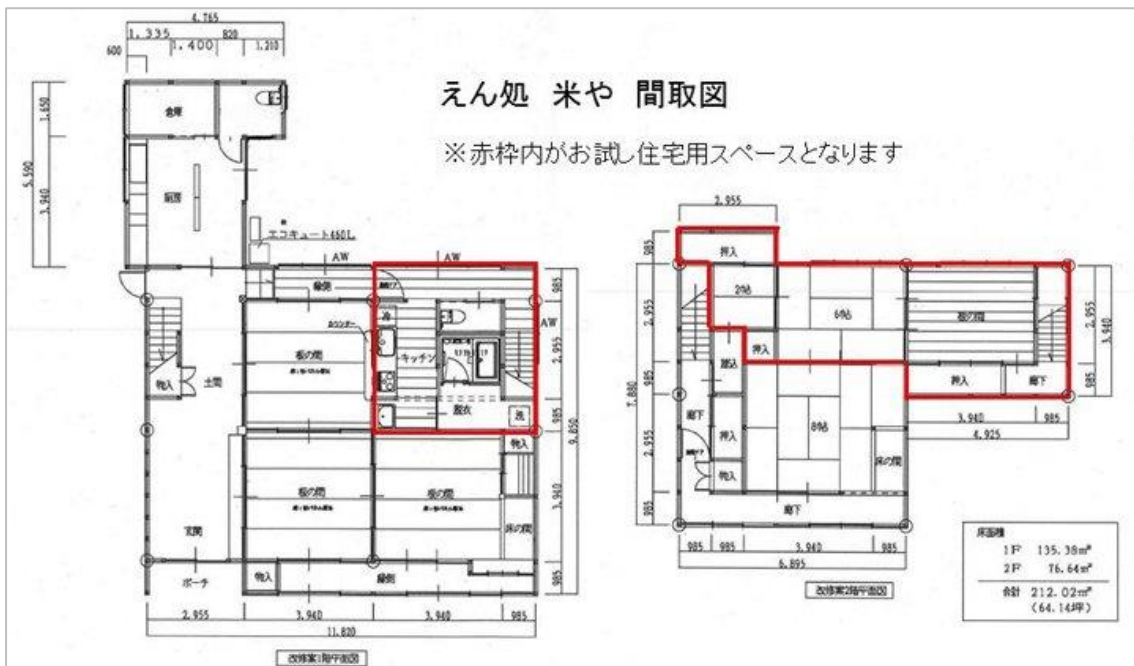 えん処 米や 間取図
※赤枠内がお試し住宅用スペースとなります
4.765
1.335
820
600
1.400
1.210
5.590
1.650
3.940
倉庫
厨房
エコキュート460L
AW
AW
縁側
985
冷
AW
カウンター
キッチン
2.955
板の間
物入
土間
脱衣
洗
985
9.850
物入
板の間
板の間
3.940
床の間
玄関
ポーチ
物入
縁側
985
2.955
3.940
3.940
985
11.820
改修案1階平面図
2.955
985
押入
2帖
6帖
板の間
2.955
2.955
3.940
押入
踏込
985
押入
廊下
985
7.880
3.940
985
4.925
廊下
押入
8帖
2.955
物入
床の間
985
廊下
985
985
3.940
985
6.895
改修案2階平面図
床面積
1F 135.38㎡
2F 76.64㎡
合計 212.02㎡
(64.14坪)